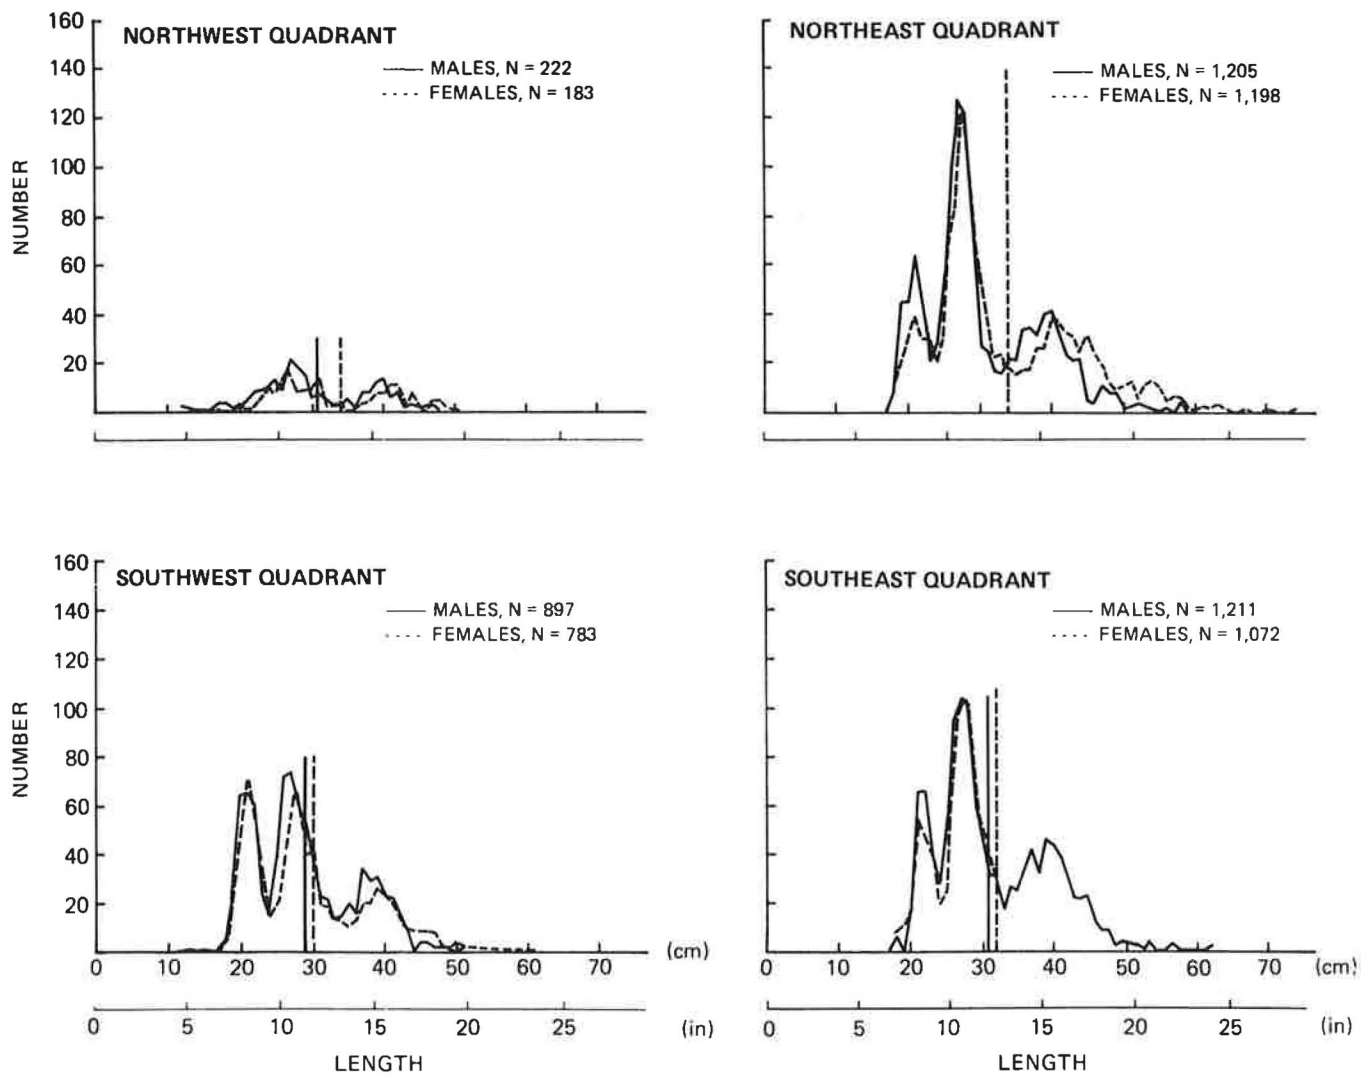 NORTHWEST QUADRANT
MALES, N = 222
FEMALES, N = 183
NUMBER
160
140
120
100
80
60
40
20
NORTHEAST QUADRANT
MALES, N = 1,205
FEMALES, N = 1,198
SOUTHWEST QUADRANT
MALES, N = 897
FEMALES, N = 783
NUMBER
160
140
120
100
80
60
40
20
0 10 20 30 40 50 60 70 (cm)
0 5 10 15 20 25 (in)
LENGTH
SOUTHEAST QUADRANT
MALES, N = 1,211
FEMALES, N = 1,072
0 10 20 30 40 50 60 70 (cm)
0 5 10 15 20 25 (in)
LENGTH